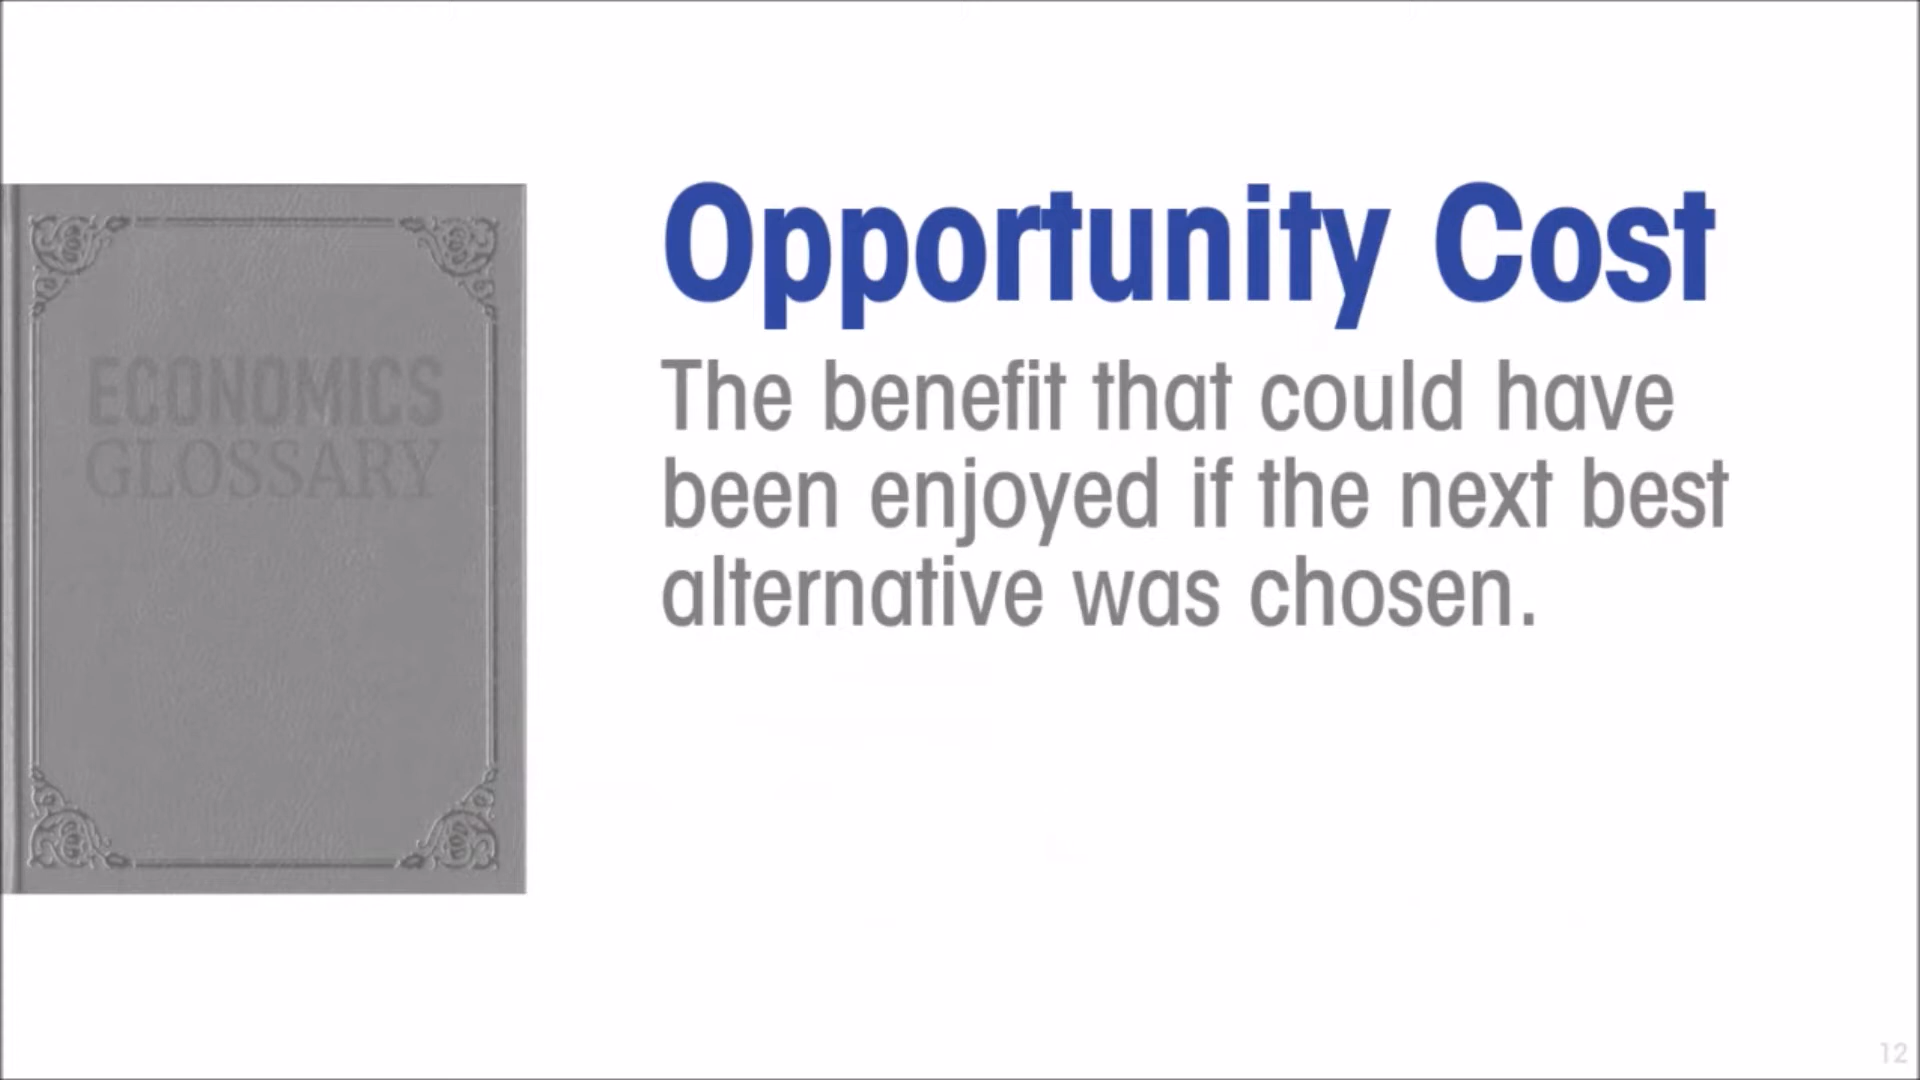 ECONOMICS
GLOSSARY
Opportunity Cost
The benefit that could have
been enjoyed if the next best
alternative was chosen.
12